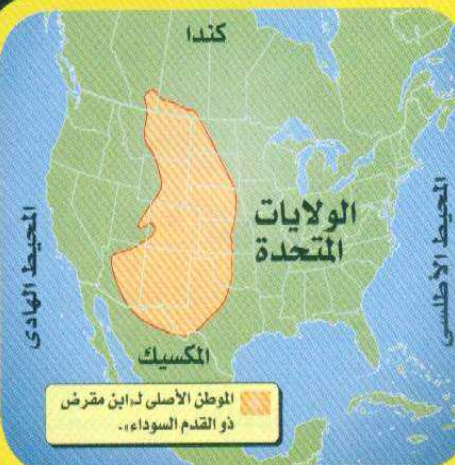 كندا
الولايات
المتحدة
المحيط الأطلسى
المحيط الهادى
المكسيك
الموطن الأصلى لـ«ابن مقرض
ذو القدم السوداء».